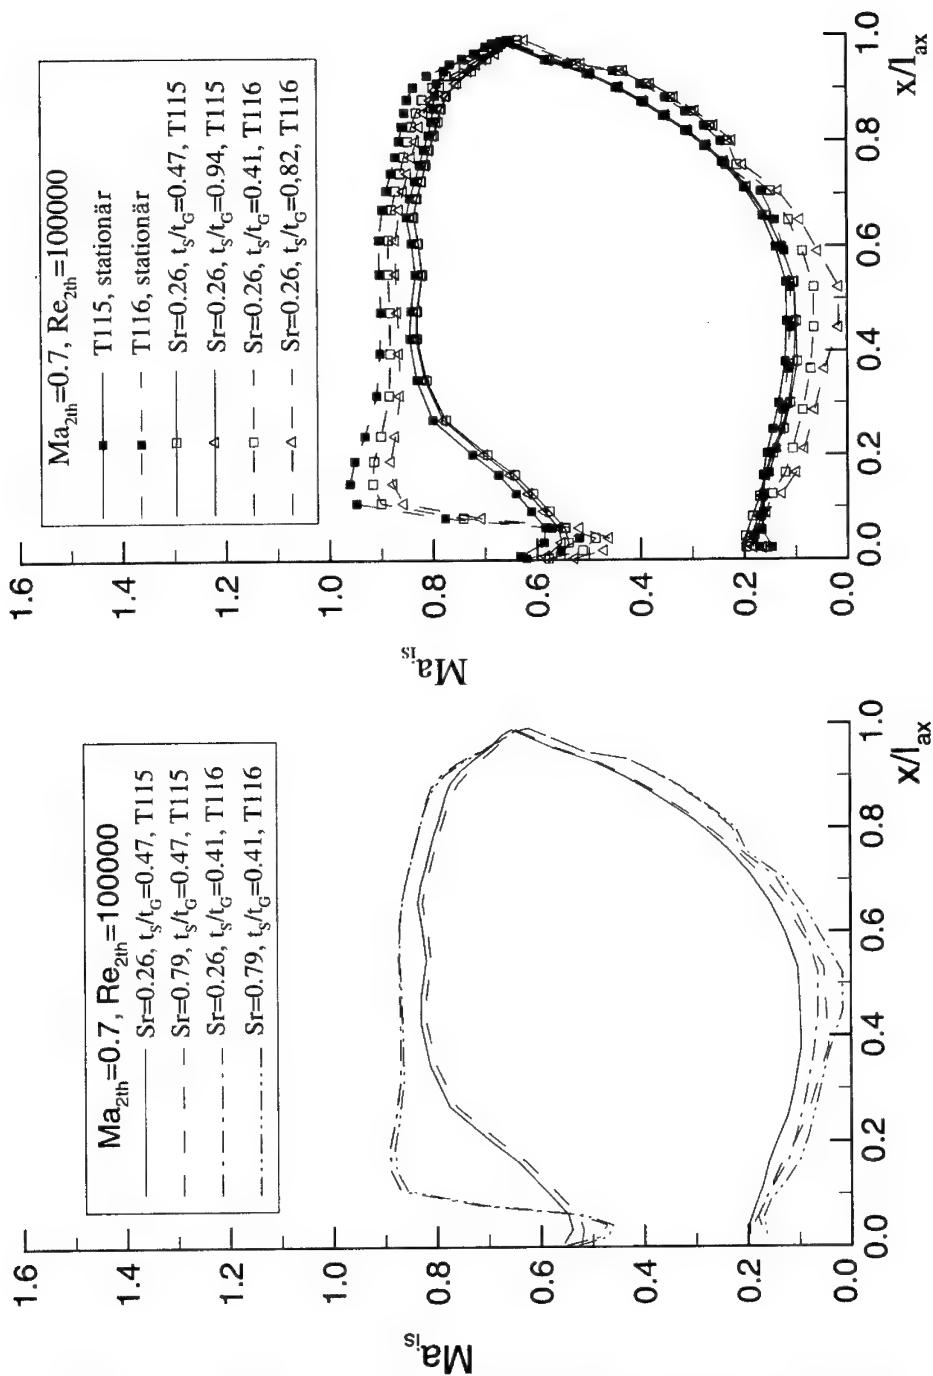 Ma2th=0.7, Re2th=100000
Sr=0.26, tS/tG=0.47, T115
Sr=0.79, tS/tG=0.47, T115
Sr=0.26, tS/tG=0.41, T116
Sr=0.79, tS/tG=0.41, T116
1.6
1.4
1.2
1.0
0.8
0.6
0.4
0.2
0.0
Mais
0.0
0.2
0.4
0.6
0.8
1.0
x/lax
Ma2th=0.7, Re2th=100000
T115, stationär
T116, stationär
Sr=0.26, tS/tG=0.47, T115
Sr=0.26, tS/tG=0.94, T115
Sr=0.26, tS/tG=0.41, T116
Sr=0.26, tS/tG=0,82, T116
1.6
1.4
1.2
1.0
0.8
0.6
0.4
0.2
0.0
Mais
0.0
0.2
0.4
0.6
0.8
1.0
x/lax